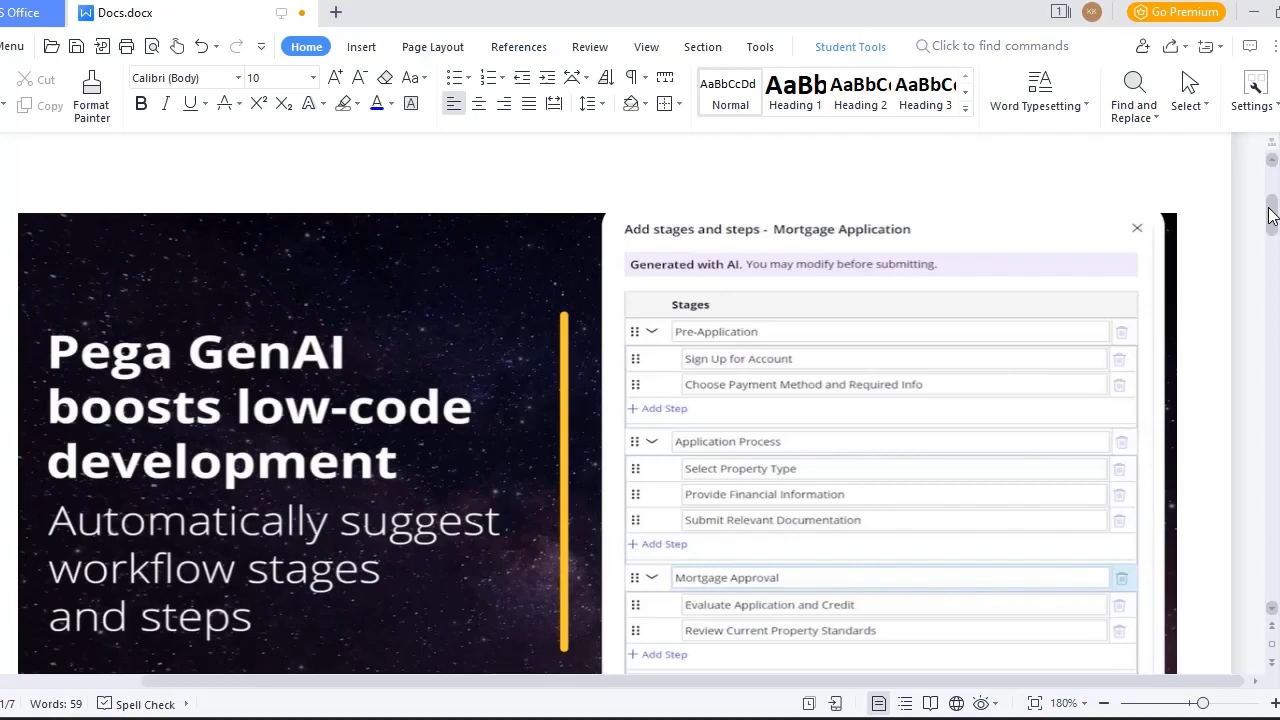 S Office
Docs.docx
1
KK
Go Premium
Menu
Home
Insert
Page Layout
References
Review
View
Section
Tools
Student Tools
Click to find commands
Cut
Copy
Format
Painter
Calibri (Body)
10
AaBbCcDd
Normal
AaBb
Heading 1
AaBbC
Heading 2
AaBbC
Heading 3
Word Typesetting
Find and
Replace
Select
Settings
Pega GenAI
boosts low-code
development
Automatically suggest
workflow stages
and steps
Add stages and steps - Mortgage Application
Generated with AI. You may modify before submitting.
Stages
Pre-Application
Sign Up for Account
Choose Payment Method and Required Info
+ Add Step
Application Process
Select Property Type
Provide Financial Information
Submit Relevant Documentation
+ Add Step
Mortgage Approval
Evaluate Application and Credit
Review Current Property Standards
+ Add Step
1/7
Words: 59
Spell Check
180%